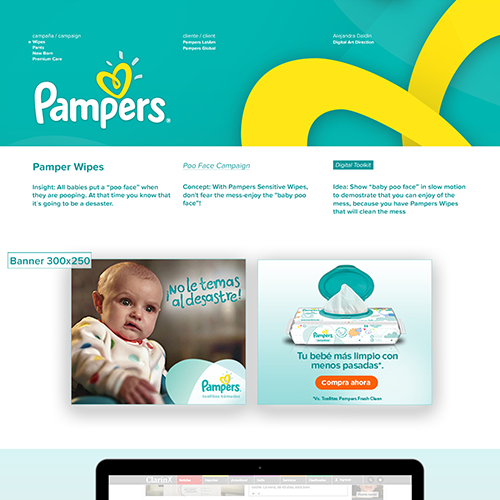 campaña / campaign
Wipes
Pants
New Born
Premium Care
cliente / client
Pampers Leiden
Pampers Global
Alejandra Goidin
Digital Art Direction
Pampers®
Pamper Wipes
Insight: All babies put a "poo face" when
they are pooping. At that time you know that
it's going to be a desaster.
Poo Face Campaign
Concept: With Pampers Sensitive Wipes,
don't fear the mess-enjoy the "baby poo
face"!
Digital Toolkit
Idea: Show "baby poo face" in slow motion
to demostrate that you can enjoy of the
mess, because you have Pampers Wipes
that will clean the mess
Banner 300x250
¡No le temas
al desastre!
Pampers
toallitas húmedas
Tu bebé más limpio con
menos pasadas*.
Compra ahora
*Vs. Toallitas Pampers Fresh Clean
Clarín